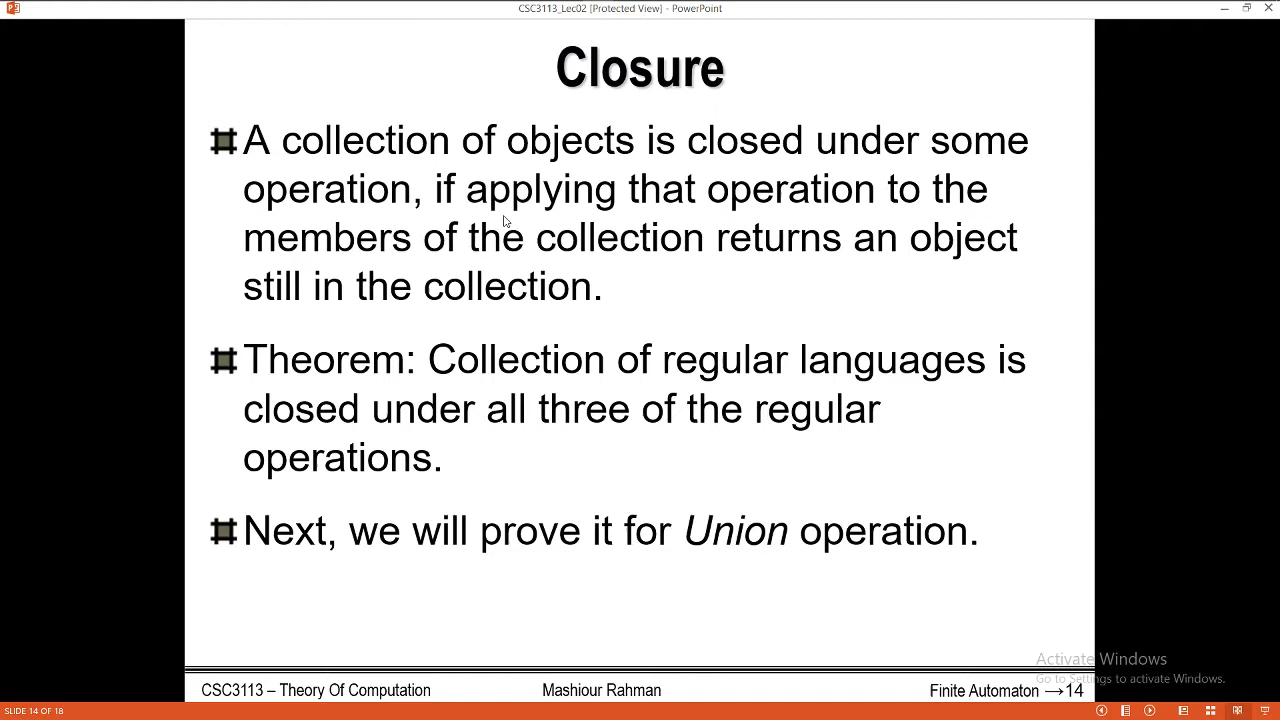 CSC3113_Lec02 [Protected View] - PowerPoint
Closure
A collection of objects is closed under some
operation, if applying that operation to the
members of the collection returns an object
still in the collection.
Theorem: Collection of regular languages is
closed under all three of the regular
operations.
Next, we will prove it for Union operation.
Activate Windows
Go to Settings to activate Windows.
CSC3113 – Theory Of Computation
Mashiour Rahman
Finite Automaton →14
SLIDE 14 OF 18